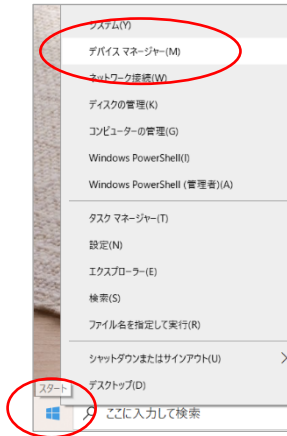 システム(Y)
デバイス マネージャー(M)
ネットワーク接続(W)
ディスクの管理(K)
コンピューターの管理(G)
Windows PowerShell(I)
Windows PowerShell (管理者)(A)
タスク マネージャー(T)
設定(N)
エクスプローラー(E)
検索(S)
ファイル名を指定して実行(R)
シャットダウンまたはサインアウト(U)
デスクトップ(D)
スタート
ここに入力して検索